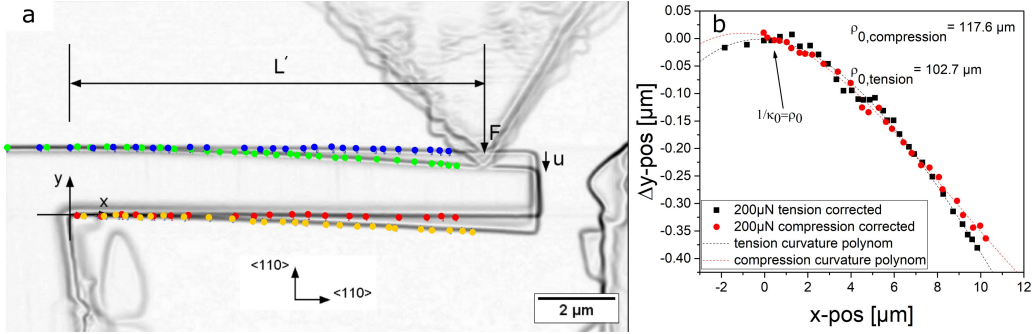 a
L´
F
u
y
x
<110>
<110>
2 µm
b
ρ0,compression = 117.6 µm
ρ0,tension = 102.7 µm
1/κ0=ρ0
0.00
-0.05
-0.10
-0.15
-0.20
-0.25
-0.30
-0.35
-0.40
Δy-pos [µm]
200µN tension corrected
200µN compression corrected
tension curvature polynom
compression curvature polynom
-2 0 2 4 6 8 10 12
x-pos [µm]